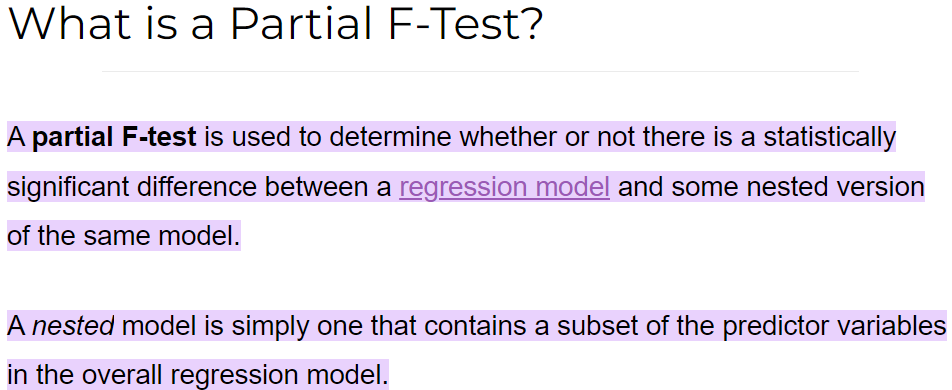 What is a Partial F-Test?
A partial F-test is used to determine whether or not there is a statistically
significant difference between a regression model and some nested version
of the same model.
A nested model is simply one that contains a subset of the predictor variables
in the overall regression model.